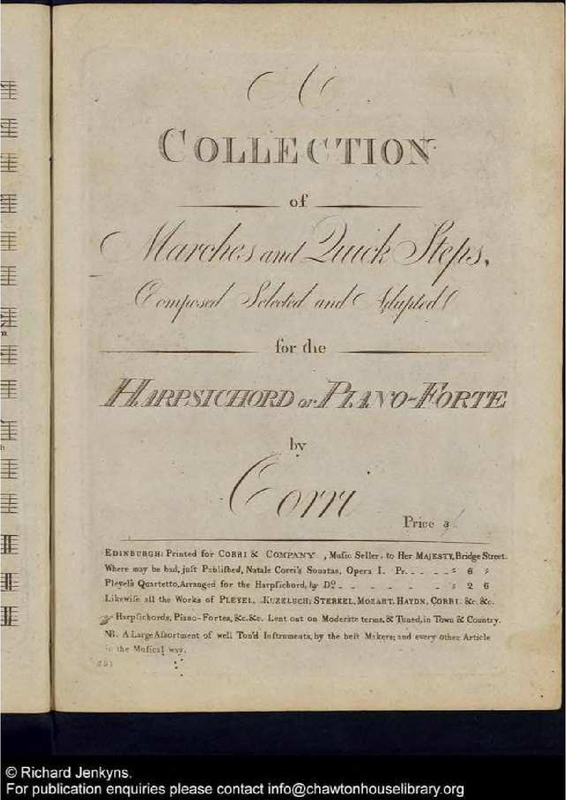 A
COLLECTION
of
Marches and Quick Steps,
Composed Selected and Adapted
for the
HARPSICHORD or PIANO-FORTE
by
Corri
Price 3/
EDINBURGH; Printed for CORRI & COMPANY, Muſic Seller, to Her MAJESTY, Bridge Street.
Where may be had, juſt Publiſhed, Natale Corri's Sonatas, Opera I. Pr. - - - - : 6 :
Pleyel's Quartetto, Arranged for the Harpſichord, by Do. - - - - - : 2 6
Likewiſe all the Works of PLEYEL, KUZELUCH; STERKEL, MOZART, HAYDN, CORRI. &c. &c.
Harpſichords, Piano-Fortes, &c. &c. Lent out on Moderate terms, & Tuned, in Town & Country.
NB. A Large Aſſortment of well Ton'd Inſtruments, by the beſt Makers; and every other Article
in the Muſical way.
© Richard Jenkyns.
For publication enquiries please contact info@chawtonhouselibrary.org